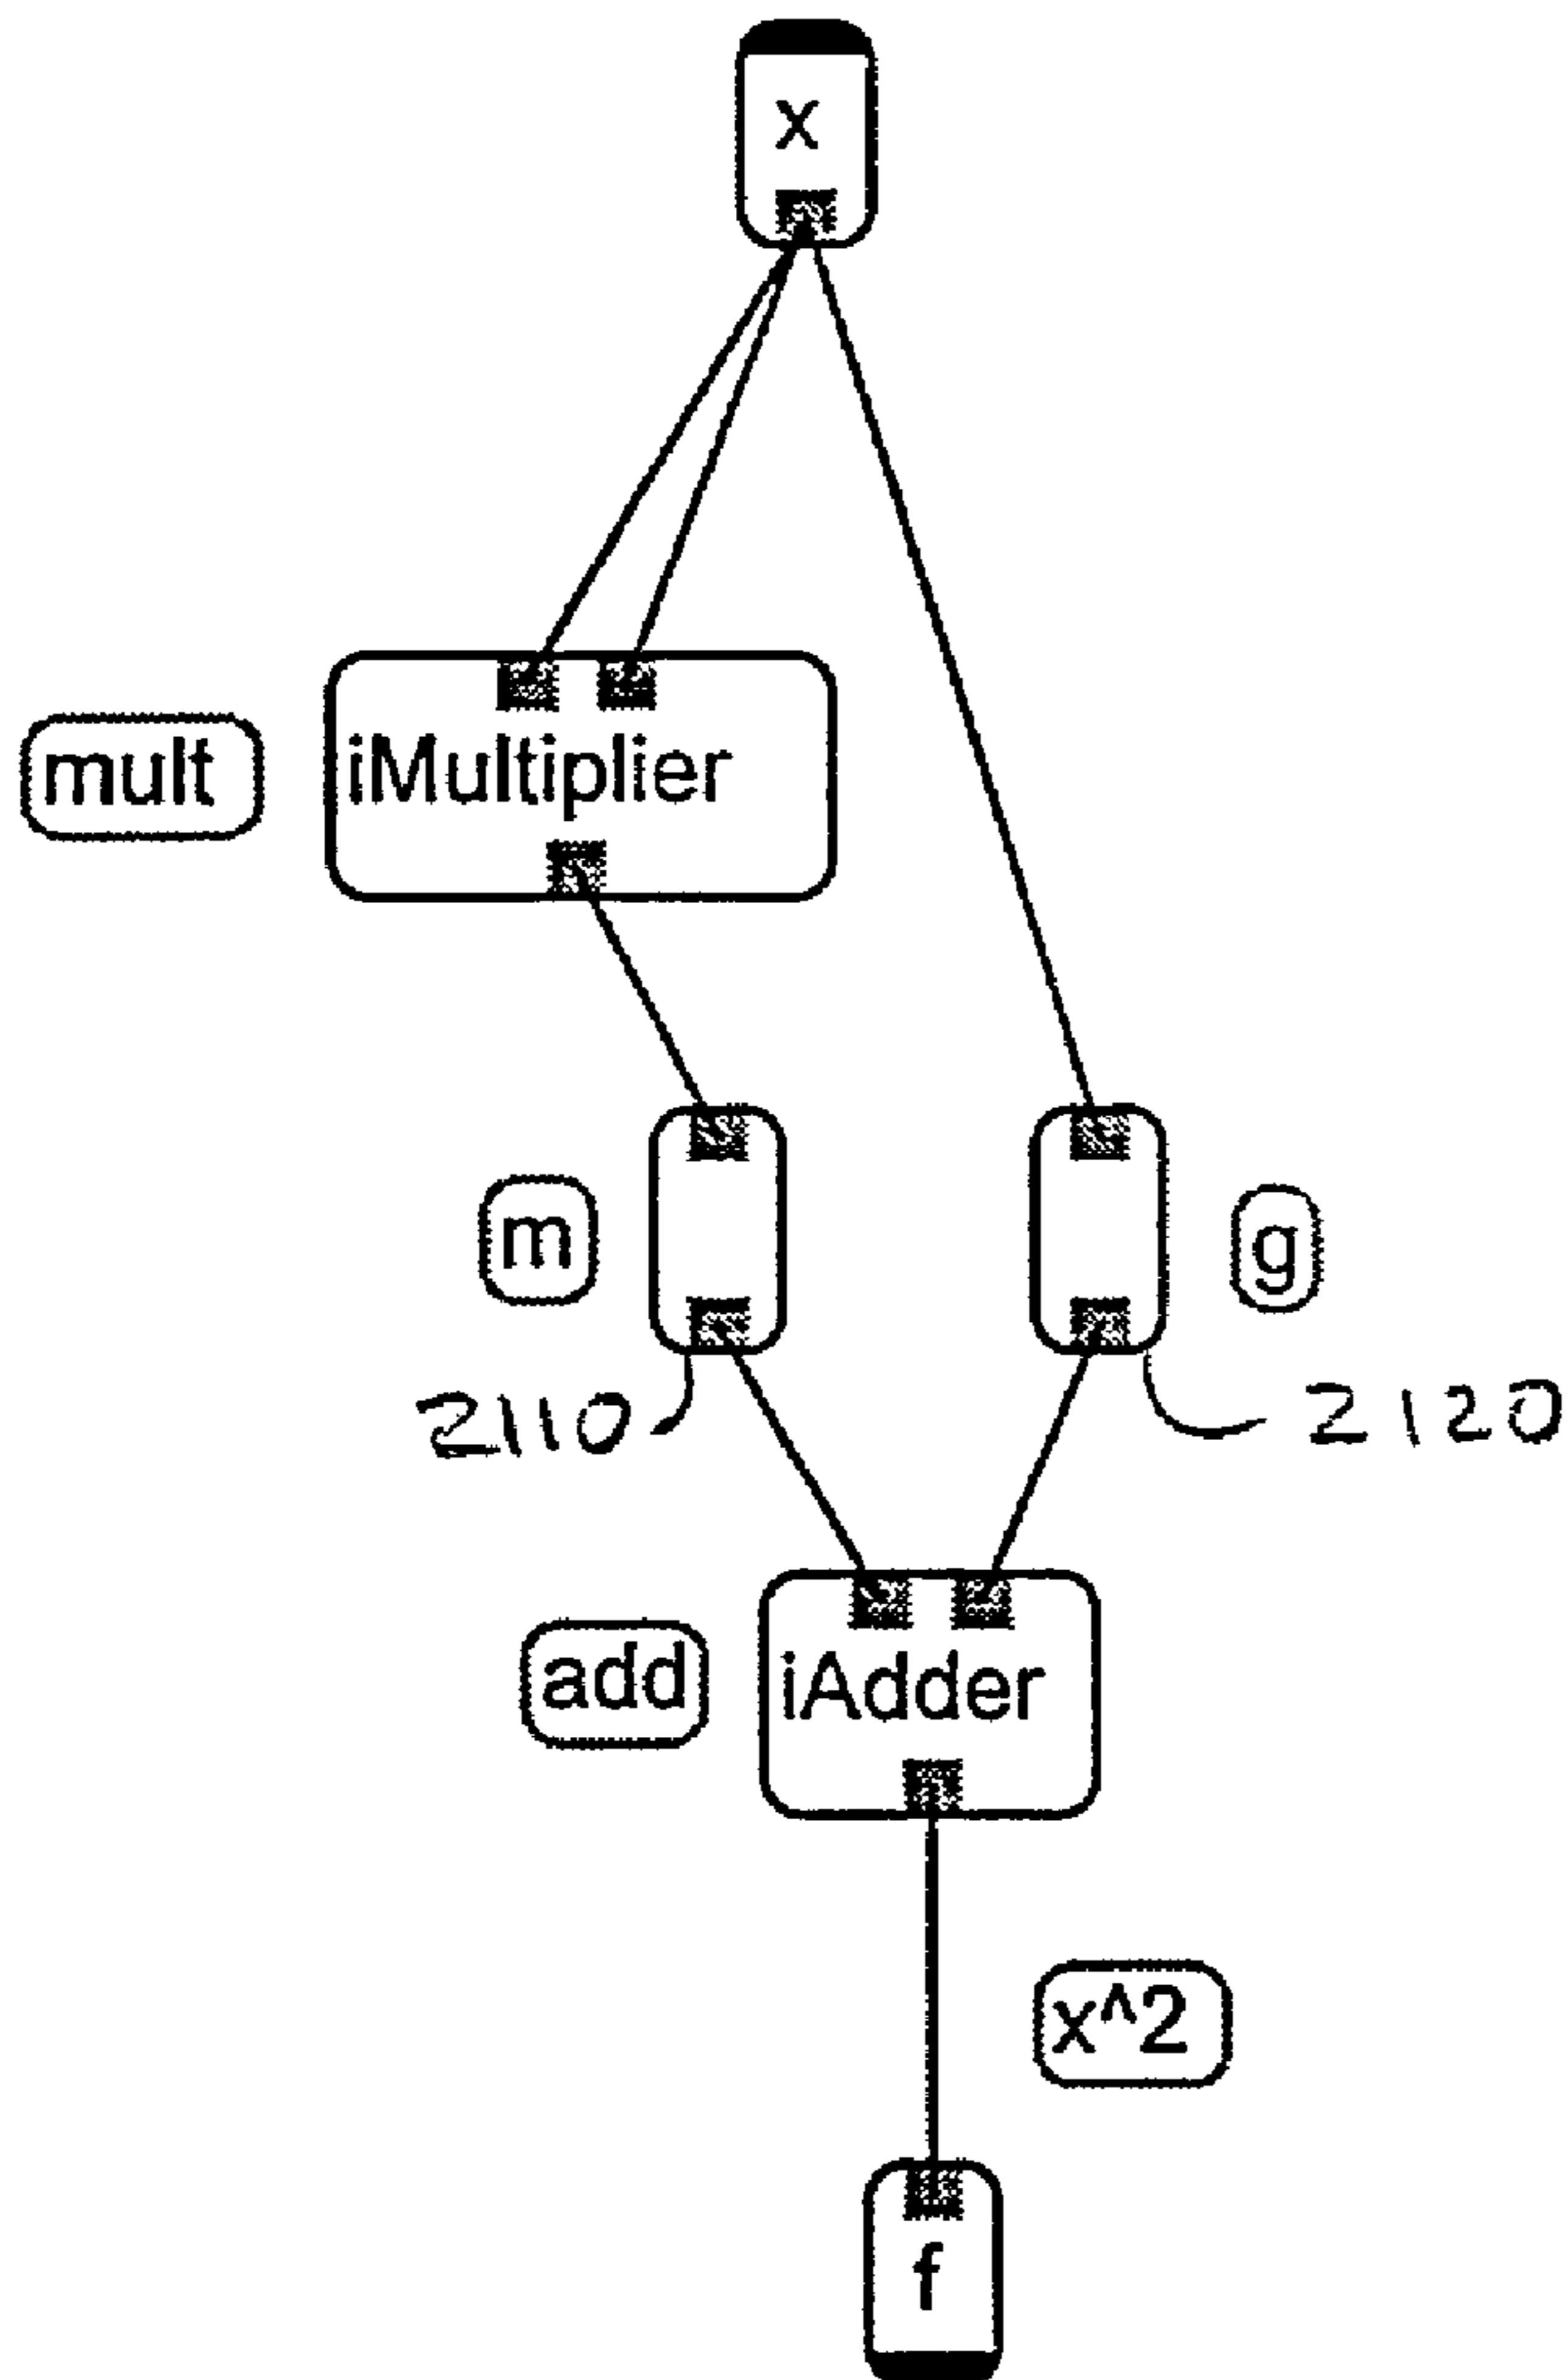 x
mult
iMultiplier
m
g
2110
2120
add
iAdder
x^2
f